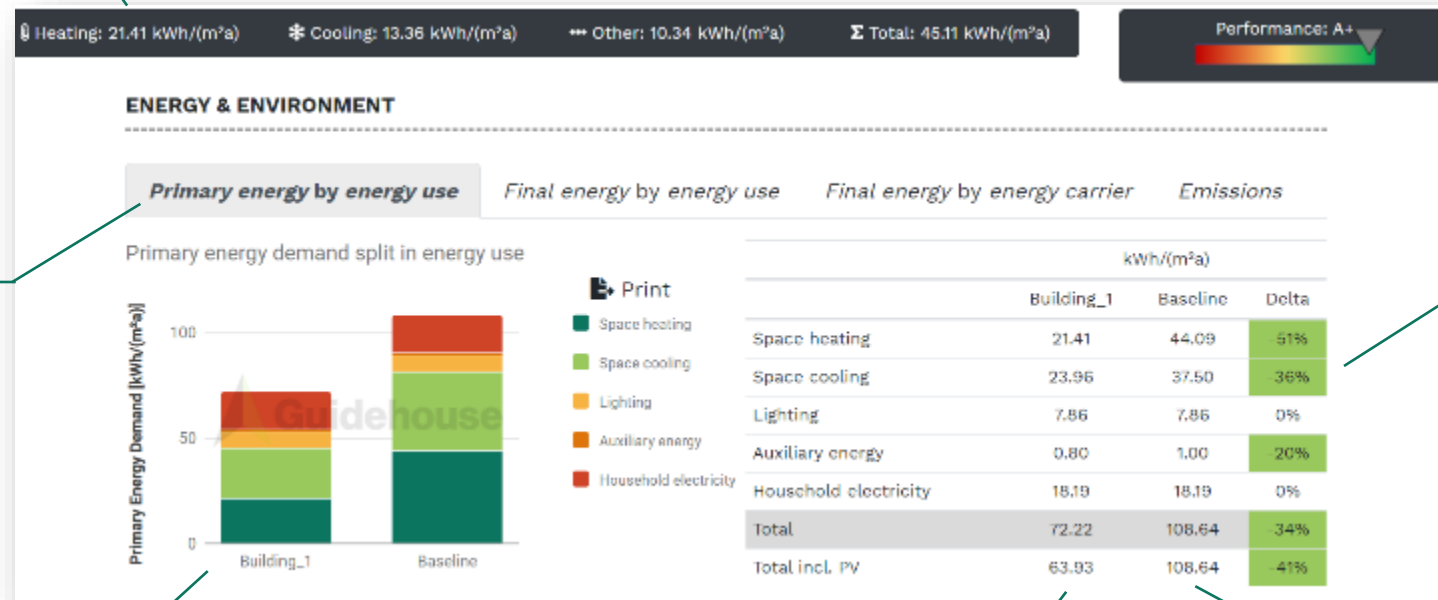 Heating: 21.41 kWh/(m²a) Cooling: 13.36 kWh/(m²a) Other: 10.34 kWh/(m²a) Σ Total: 45.11 kWh/(m²a) Performance: A+
ENERGY & ENVIRONMENT
Primary energy by energy use Final energy by energy use Final energy by energy carrier Emissions
Primary energy demand split in energy use
Primary Energy Demand [kWh/(m²a)]
100
50
0
Building_1 Baseline
Guidehouse
Print
Space heating
Space cooling
Lighting
Auxiliary energy
Household electricity
kWh/(m²a)
Building_1 Baseline Delta
Space heating 21.41 44.09 -51%
Space cooling 23.96 37.50 -36%
Lighting 7.86 7.86 0%
Auxiliary energy 0.80 1.00 -20%
Household electricity 18.19 18.19 0%
Total 72.22 108.64 -34%
Total incl. PV 63.93 108.64 -41%